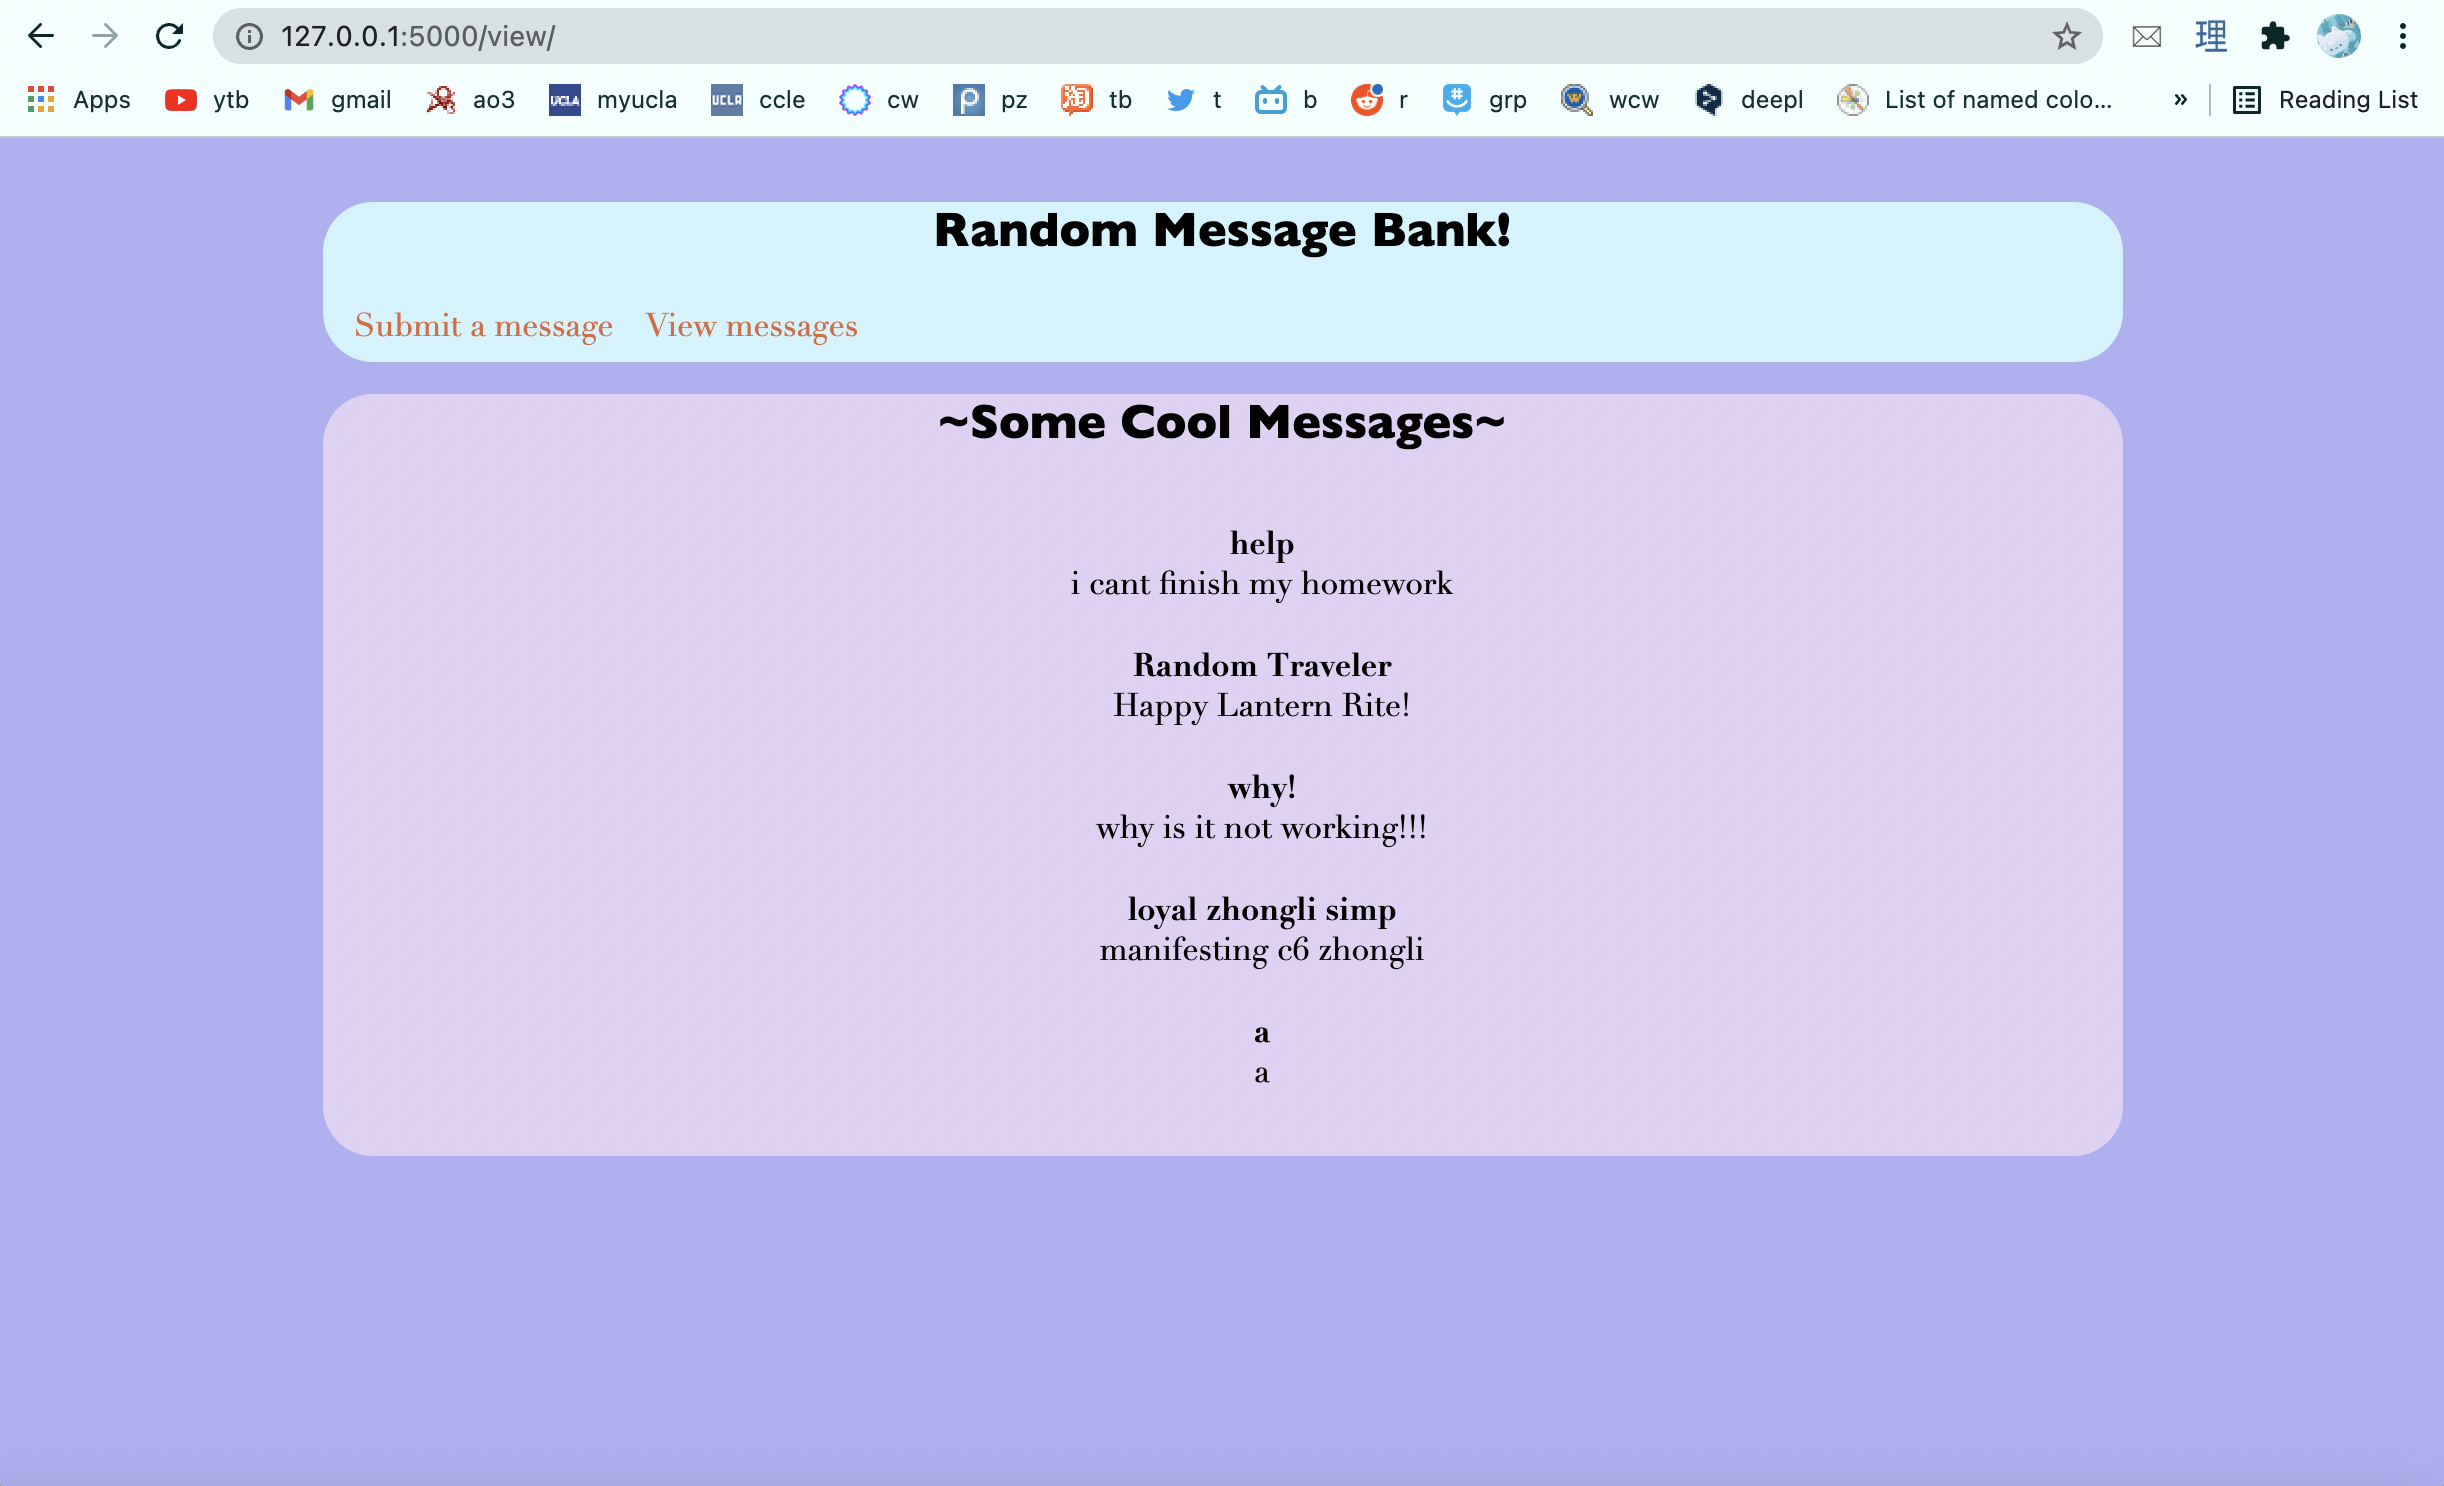 127.0.0.1:5000/view/
理
Apps ytb gmail ao3 UCLA myucla UCLA ccle cw pz 淘 tb t b r grp W wcw deepl List of named colo... » Reading List
Random Message Bank!
Submit a message View messages
~Some Cool Messages~
help
i cant finish my homework
Random Traveler
Happy Lantern Rite!
why!
why is it not working!!!
loyal zhongli simp
manifesting c6 zhongli
a
a